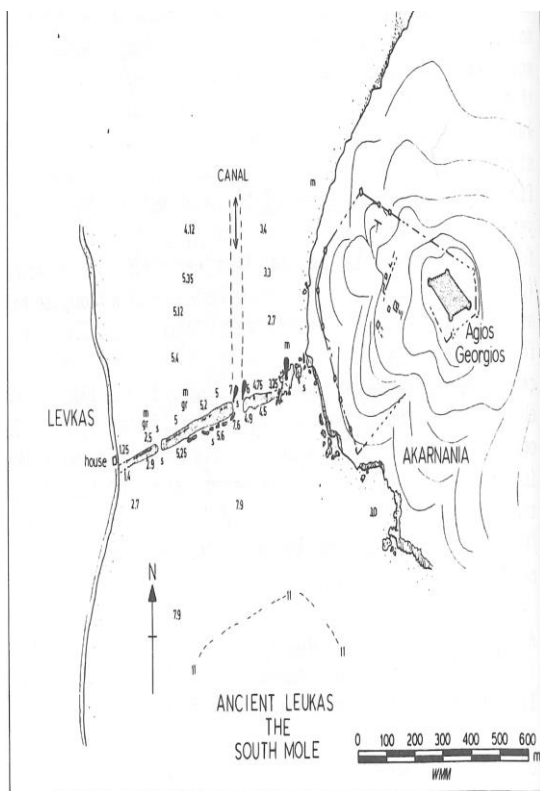 CANAL
m
4.12
3.4
5.35
3.3
5.12
2.7
5.4
m
Agios
Georgios
m
gr
5
5.2
5
s
7.6
4.9
4.75
4.5
3.25
s
LEVKAS
m
gr
s
1.25
2.5
5.25
s
5.6
house
1.4
2.9
s
AKARNANIA
2.7
7.9
N
7.9
11
11
11
ANCIENT LEUKAS
THE
SOUTH MOLE
0 100 200 300 400 500 600
m
WMM